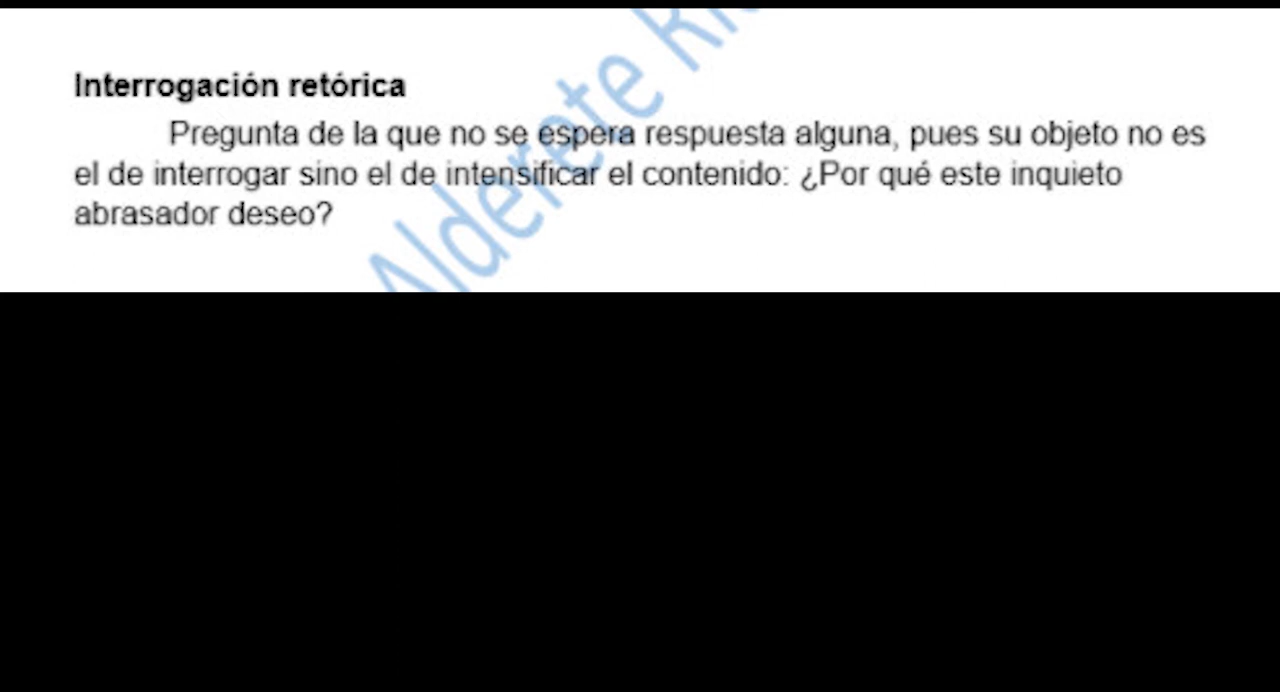 Interrogación retórica
Pregunta de la que no se espera respuesta alguna, pues su objeto no es
el de interrogar sino el de intensificar el contenido: ¿Por qué este inquieto
abrasador deseo?
Alderete